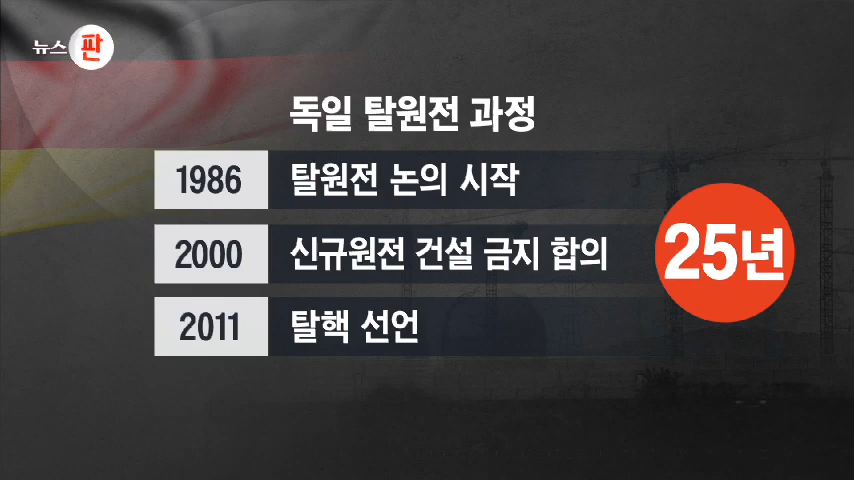 뉴스판
독일 탈원전 과정
1986 탈원전 논의 시작
2000 신규원전 건설 금지 합의
2011 탈핵 선언
25년